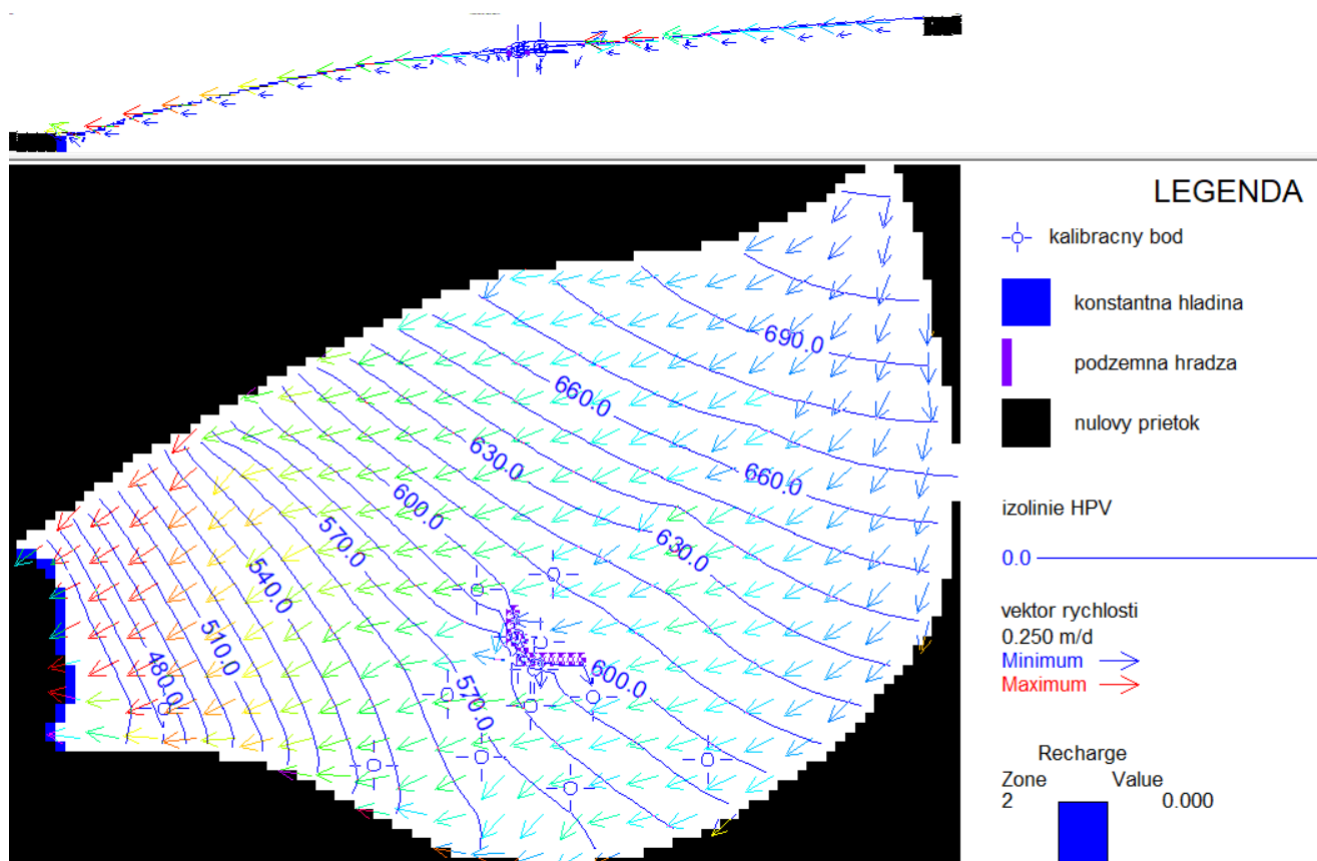 LEGENDA
kalibracny bod
konstantna hladina
podzemna hradza
nulovy prietok
izolinie HPV
0.0
vektor rychlosti
0.250 m/d
Minimum
Maximum
Recharge
Zone Value
2 0.000
690.0
660.0
660.0
630.0
630.0
600.0
600.0
570.0
570.0
540.0
510.0
480.0